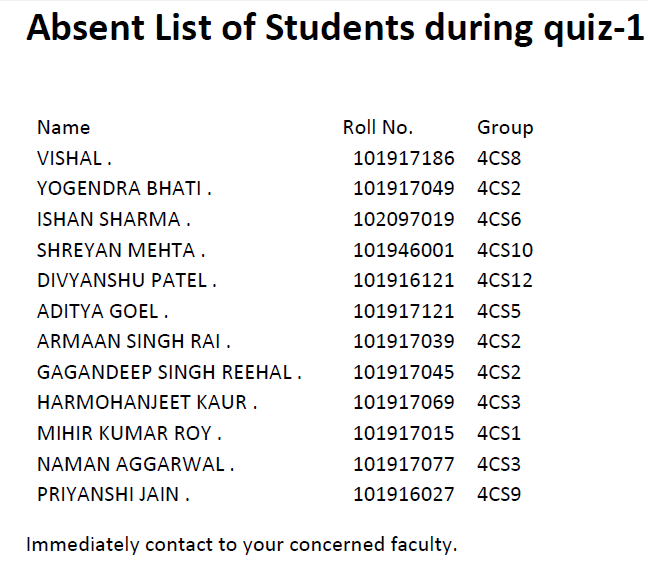 Absent List of Students during quiz-1
Name Roll No. Group
VISHAL . 101917186 4CS8
YOGENDRA BHATI . 101917049 4CS2
ISHAN SHARMA . 102097019 4CS6
SHREYAN MEHTA . 101946001 4CS10
DIVYANSHU PATEL . 101916121 4CS12
ADITYA GOEL . 101917121 4CS5
ARMAAN SINGH RAI . 101917039 4CS2
GAGANDEEP SINGH REEHAL . 101917045 4CS2
HARMOHANJEET KAUR . 101917069 4CS3
MIHIR KUMAR ROY . 101917015 4CS1
NAMAN AGGARWAL . 101917077 4CS3
PRIYANSHI JAIN . 101916027 4CS9
Immediately contact to your concerned faculty.